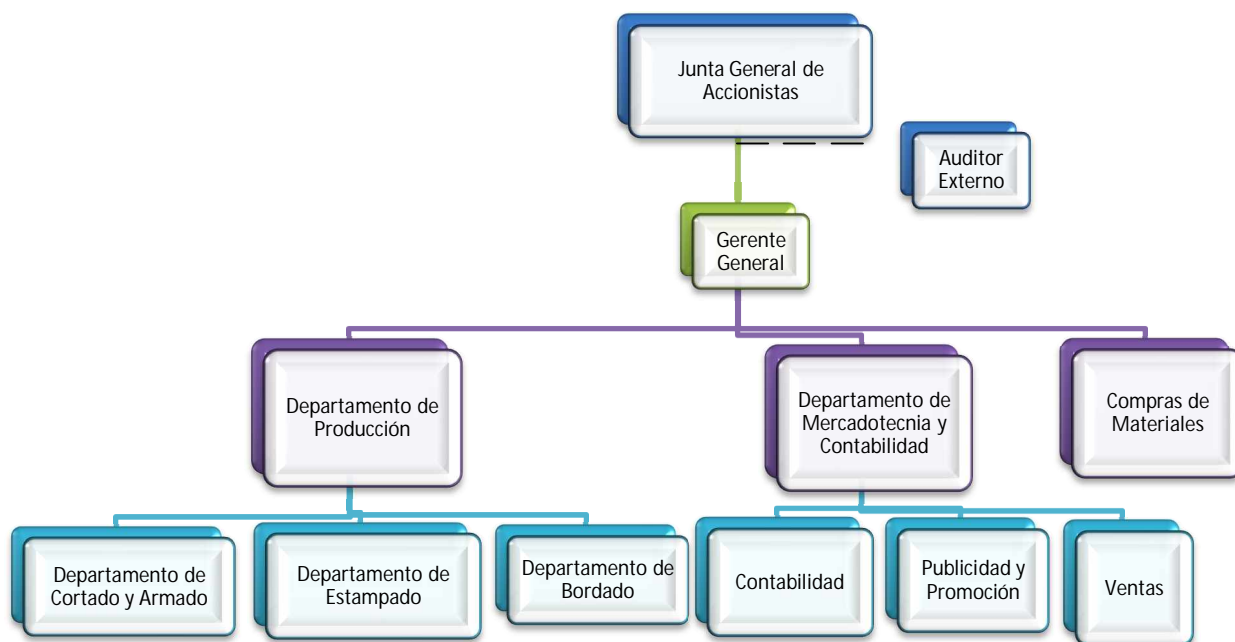 Junta General de
Accionistas
Auditor
Externo
Gerente
General
Departamento de
Producción
Departamento de
Mercadotecnia y
Contabilidad
Compras de
Materiales
Departamento de
Cortado y Armado
Departamento de
Estampado
Departamento de
Bordado
Contabilidad
Publicidad y
Promoción
Ventas